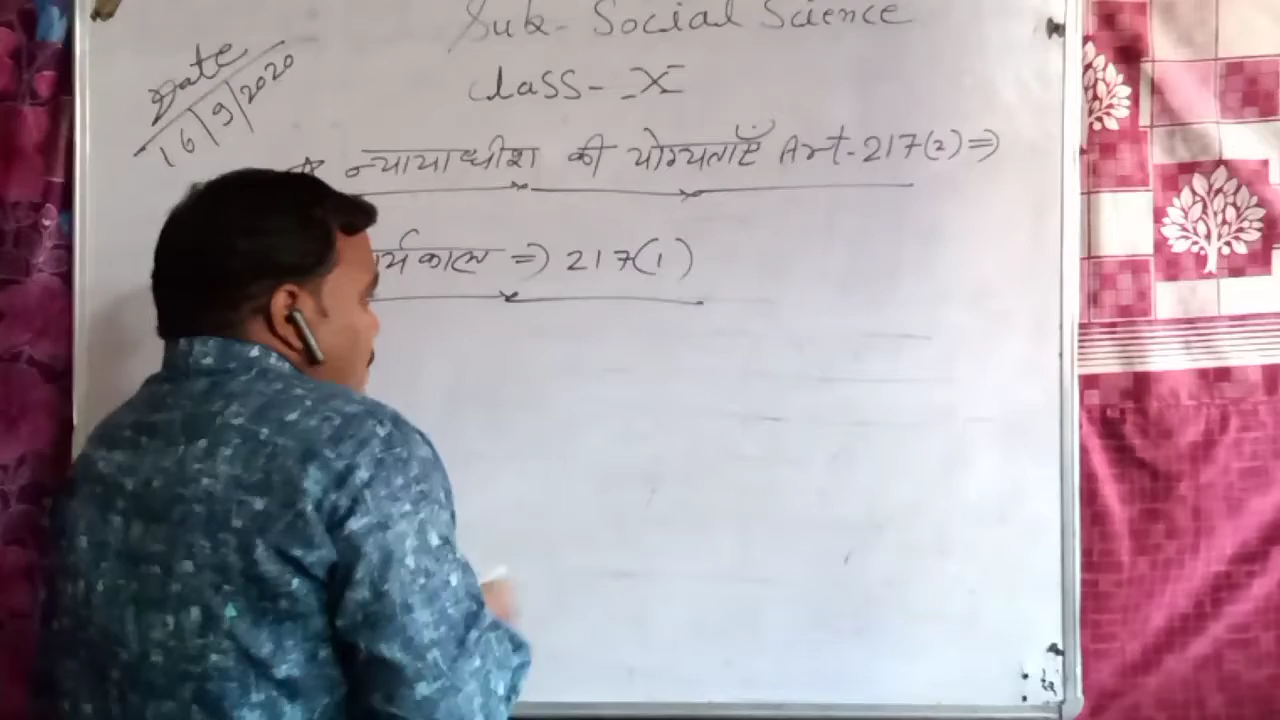 Sub - Social Science
Class - X
Date
16/9/2020
* न्यायाधीश की योग्यताएँ Art-217(2)⇒
र्यकाल ⇒ 217(1)